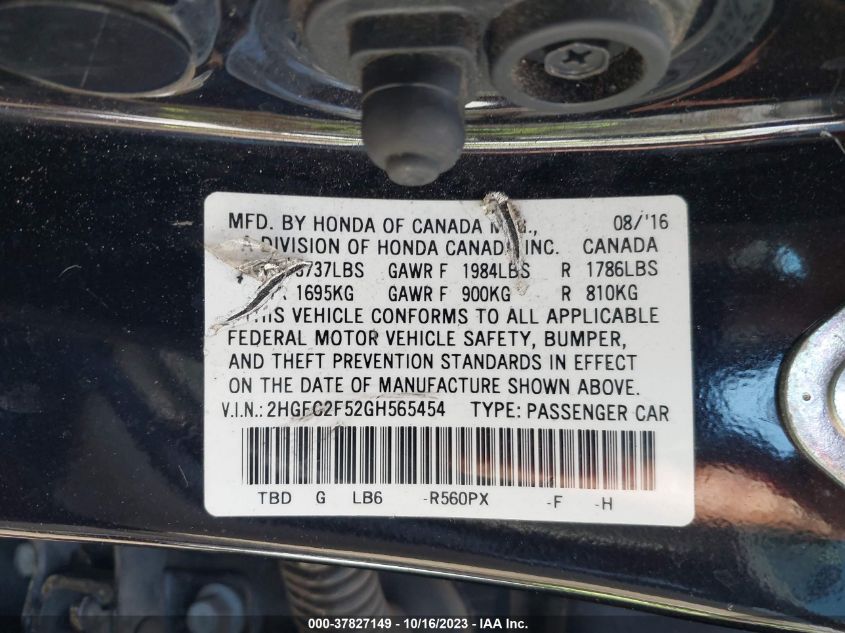 MFD. BY HONDA OF CANADA 08/'16
A DIVISION OF HONDA CANADA INC. CANADA
3737LBS GAWR F 1984LBS R 1786LBS
1695KG GAWR F 900KG R 810KG
THIS VEHICLE CONFORMS TO ALL APPLICABLE
FEDERAL MOTOR VEHICLE SAFETY, BUMPER,
AND THEFT PREVENTION STANDARDS IN EFFECT
ON THE DATE OF MANUFACTURE SHOWN ABOVE.
V.I.N.: 2HGFC2F52GH565454 TYPE: PASSENGER CAR
TBD G LB6 -R560PX -F -H
000-37827149 - 10/16/2023 - IAA Inc.